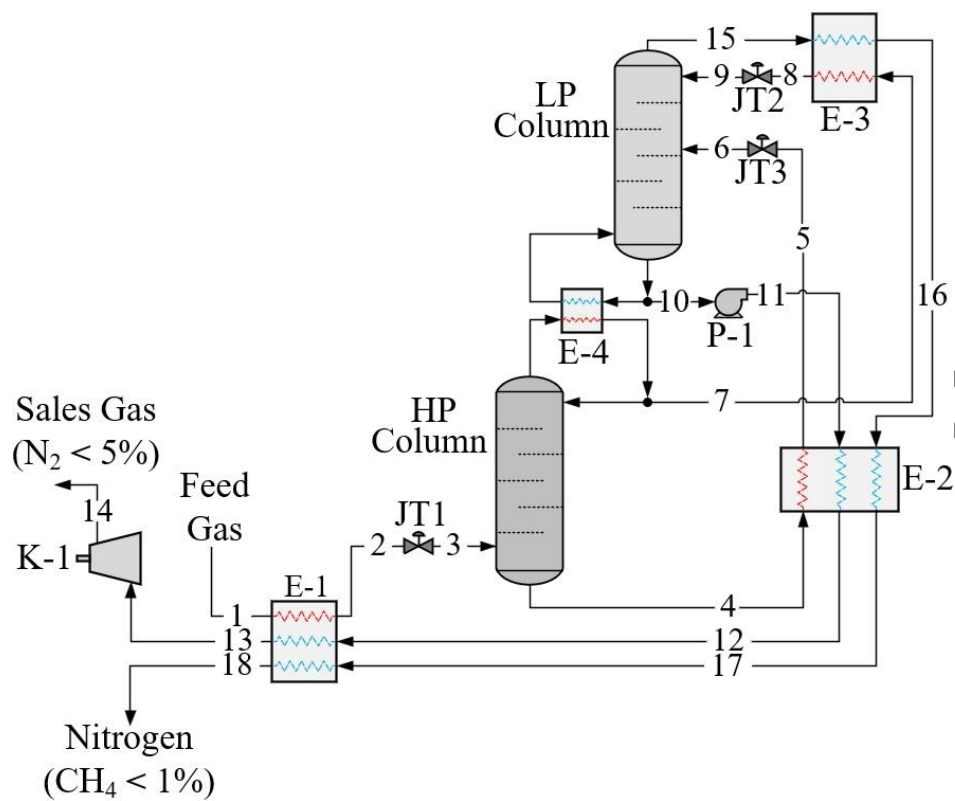 15
9
8
JT2
E-3
LP
Column
6
JT3
5
16
10
11
P-1
E-4
7
HP
Column
Sales Gas
(N₂ < 5%)
14
K-1
Feed
Gas
JT1
2
3
E-2
E-1
1
4
13
12
18
17
Nitrogen
(CH₄ < 1%)